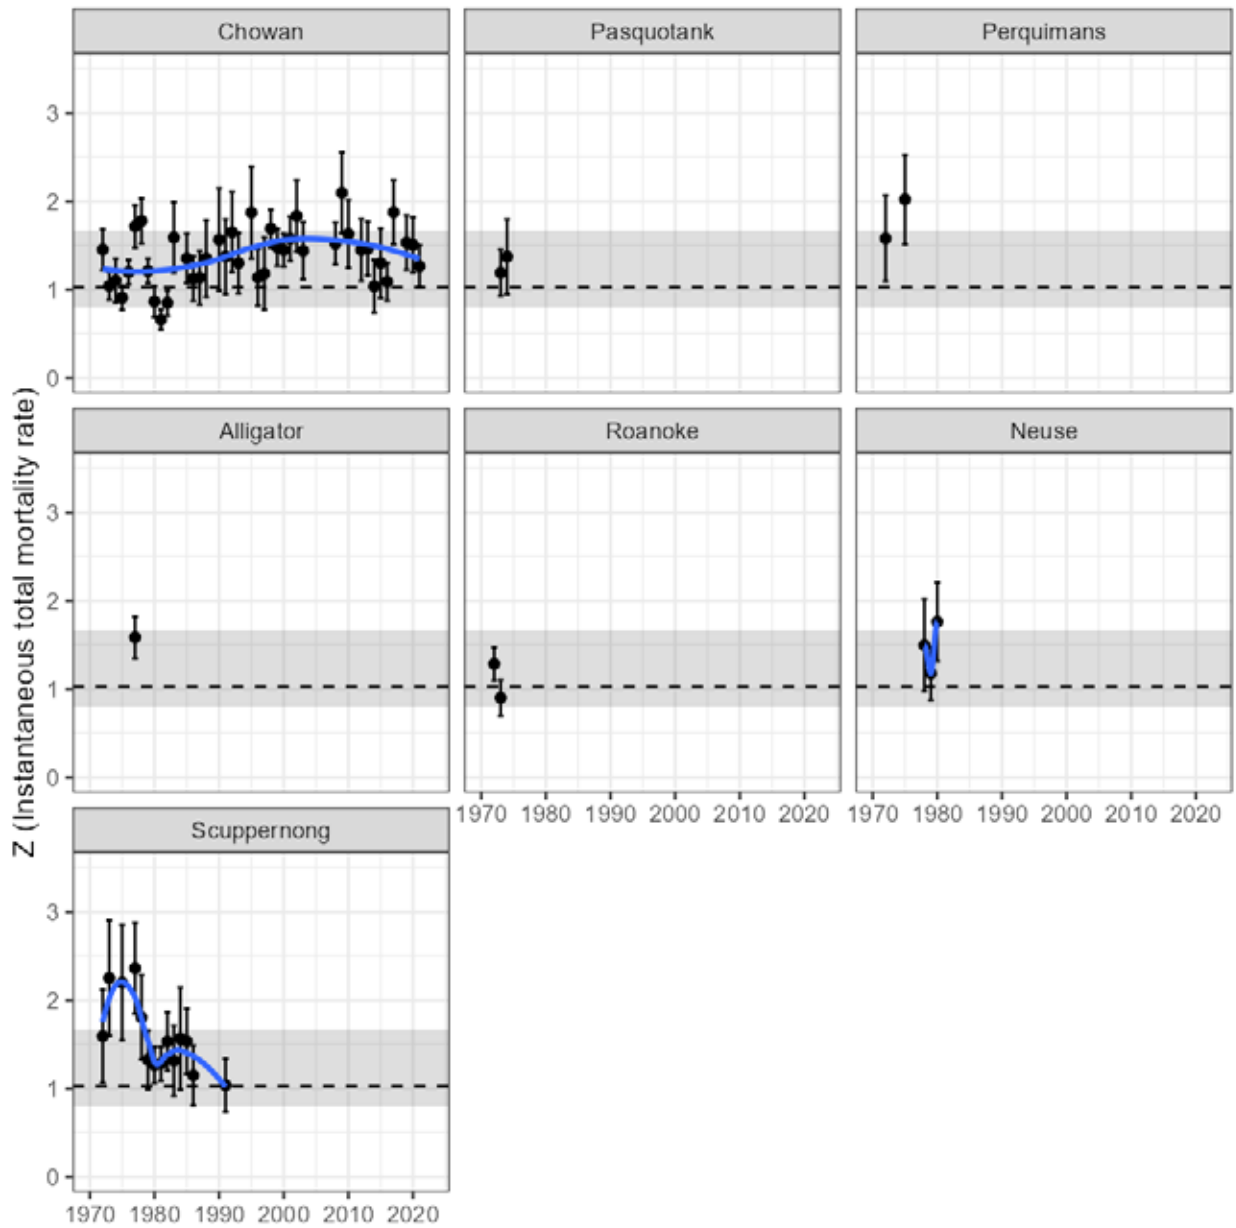 Chowan Pasquotank Perquimans
3
2
1
0
Alligator Roanoke Neuse
3
2
1
0
1970 1980 1990 2000 2010 2020 1970 1980 1990 2000 2010 2020
Scuppernong
3
2
1
0
1970 1980 1990 2000 2010 2020
Z (Instantaneous total mortality rate)